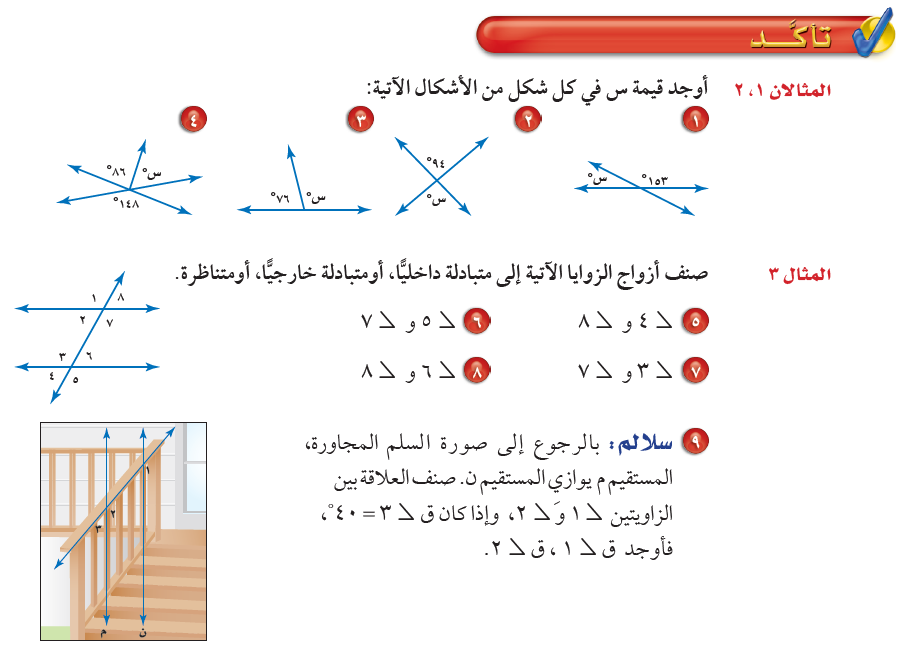 تأكَّــد
المثالان ١، ٢
أوجد قيمة س في كل شكل من الأشكال الآتية:
١
١٥٣°
س°
٢
٩٤°
س°
٣
س°
٧٦°
٤
س°
٨٦°
١٤٨°
المثال ٣
صنف أزواج الزوايا الآتية إلى متبادلة داخليًّا، أومتبادلة خارجيًّا، أومتناظرة.
٥ ∠ ٤ و ∠ ٨
٦ ∠ ٥ و ∠ ٧
٧ ∠ ٣ و ∠ ٧
٨ ∠ ٦ و ∠ ٨
١ ٨
٢ ٧
٣ ٦
٤ ٥
٩ سلالم: بالرجوع إلى صورة السلم المجاورة،
المستقيم م يوازي المستقيم ن. صنف العلاقة بين
الزاويتين ∠ ١ وَ ∠ ٢، وإذا كان ق ∠ ٣ = ٤٠°،
فأوجد ق ∠ ١ ، ق ∠ ٢.
١
٢
٣
م ن